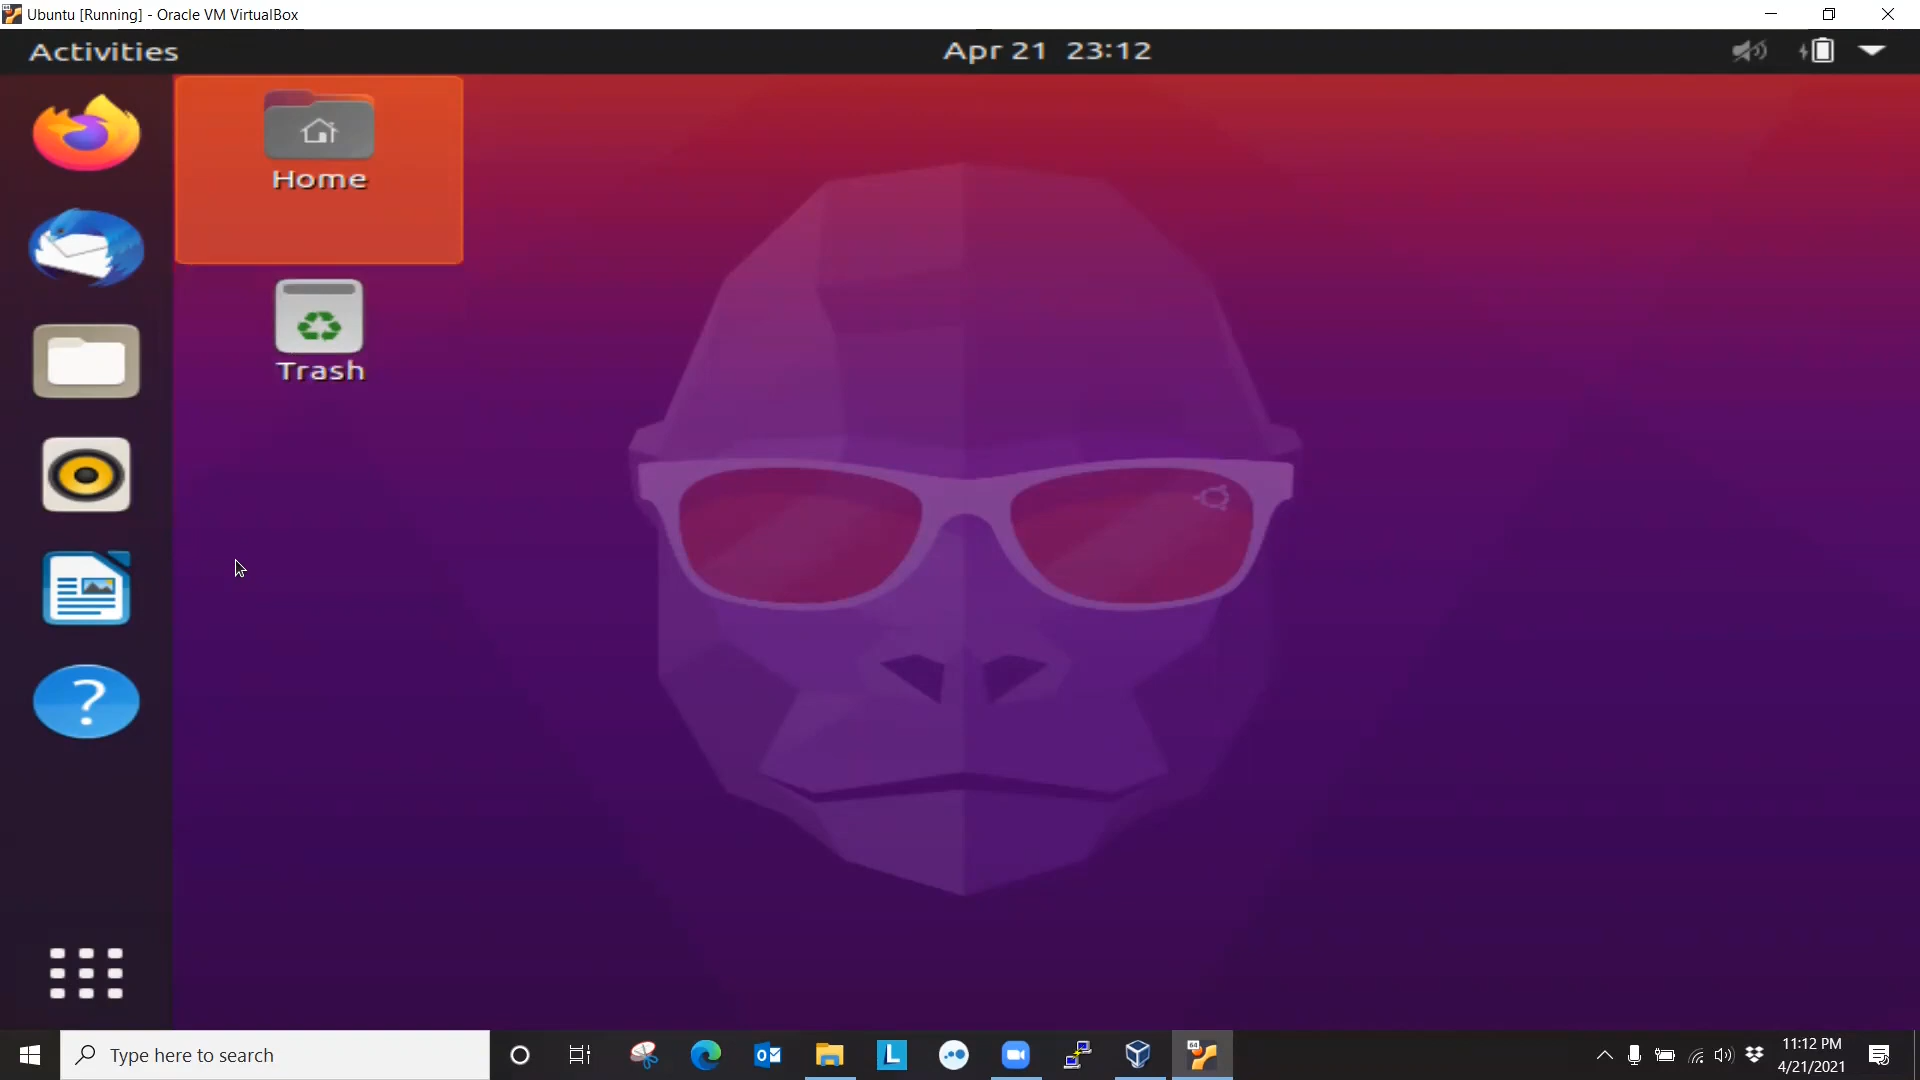 Ubuntu [Running] - Oracle VM VirtualBox
Activities
Apr 21 23:12
Home
Trash
?
Type here to search
L
64
11:12 PM
4/21/2021